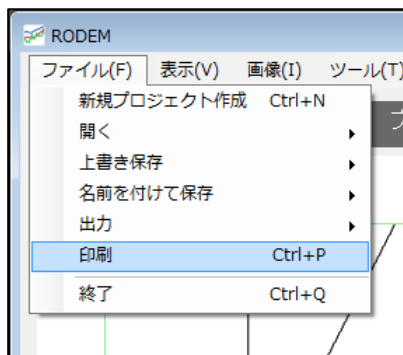 RODEM
ファイル(F) 表示(V) 画像(I) ツール(T)
新規プロジェクト作成 Ctrl+N
開く
上書き保存
名前を付けて保存
出力
印刷 Ctrl+P
終了 Ctrl+Q